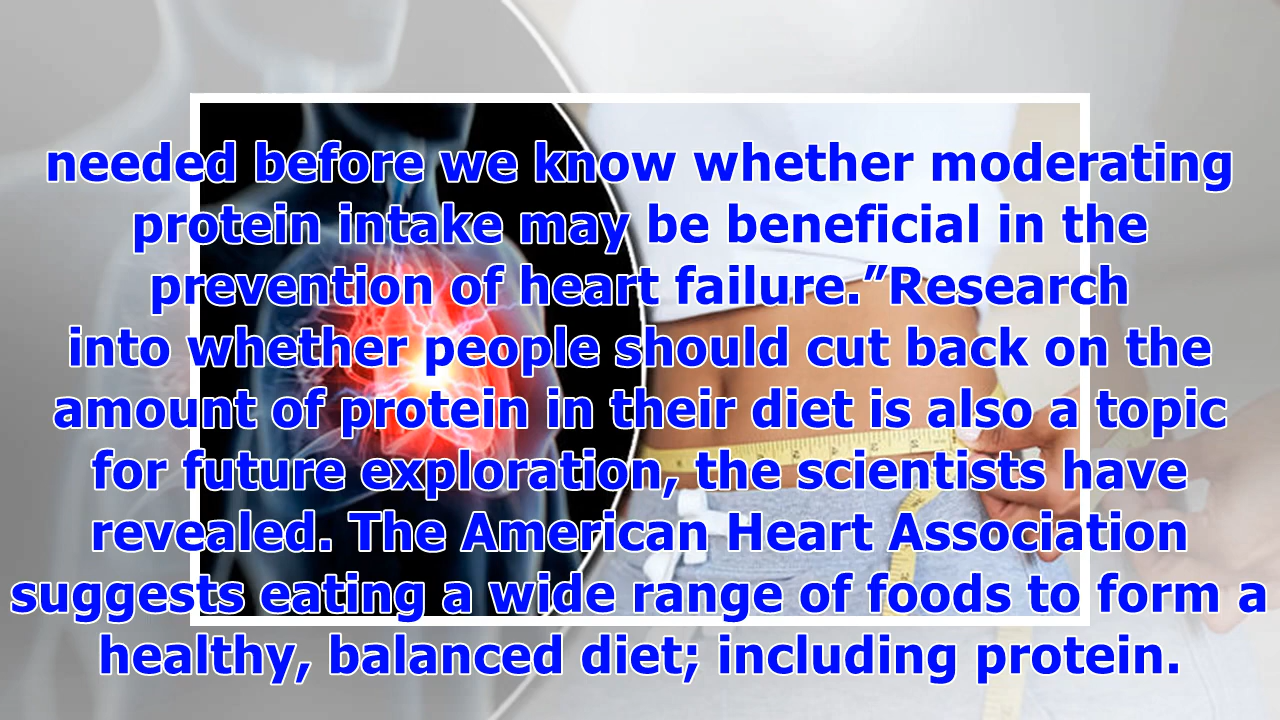 needed before we know whether moderating
protein intake may be beneficial in the
prevention of heart failure.”Research
into whether people should cut back on the
amount of protein in their diet is also a topic
for future exploration, the scientists have
revealed. The American Heart Association
suggests eating a wide range of foods to form a
healthy, balanced diet; including protein.